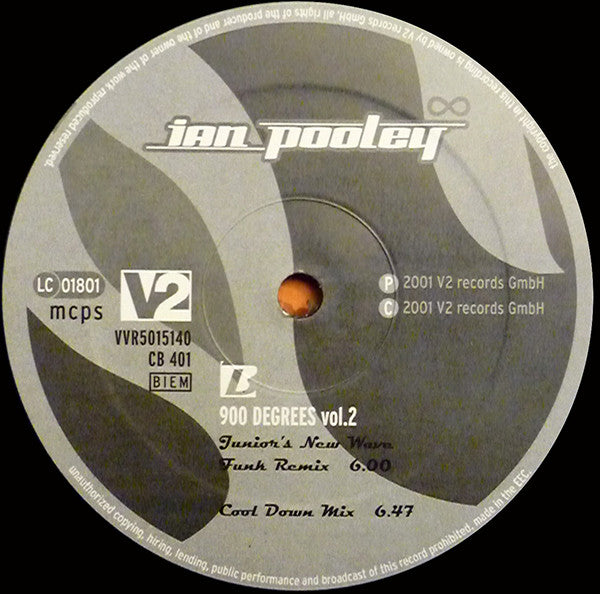 the copyright in this recording is owned by V2 records GmbH, all rights of the producer and of the owner of the work reproduced reserved.
∞
ian pooley
LC 01801
mcps
V2
VVR5015140
CB 401
BIEM
P 2001 V2 records GmbH
C 2001 V2 records GmbH
B
900 DEGREES vol.2
Junior's New Wave
Funk Remix 6.00
Cool Down Mix 6.47
unauthorized copying, hiring, lending, public performance and broadcast of this record prohibited, made in the EEC.